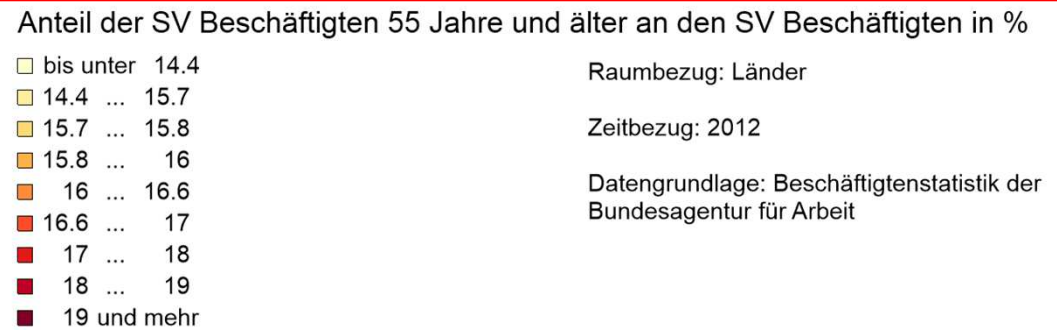 Anteil der SV Beschäftigten 55 Jahre und älter an den SV Beschäftigten in %
bis unter 14.4
14.4 ... 15.7
15.7 ... 15.8
15.8 ... 16
16 ... 16.6
16.6 ... 17
17 ... 18
18 ... 19
19 und mehr
Raumbezug: Länder
Zeitbezug: 2012
Datengrundlage: Beschäftigtenstatistik der
Bundesagentur für Arbeit